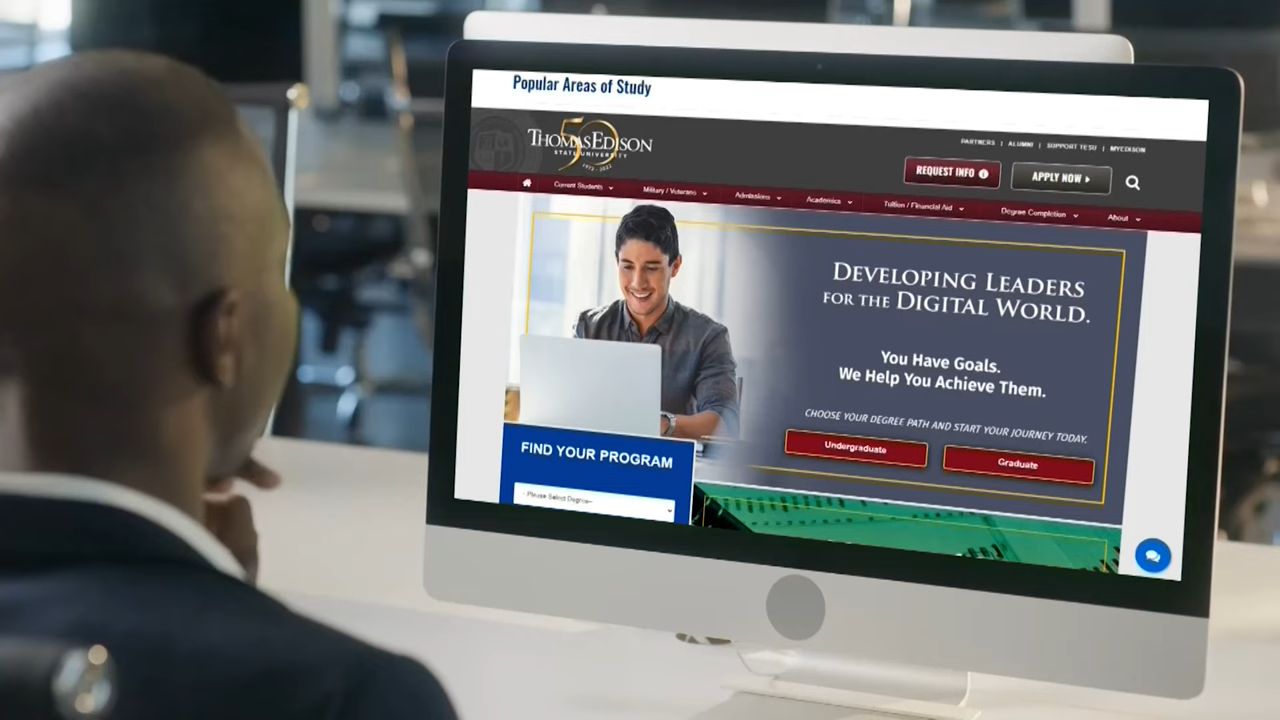 Popular Areas of Study
THOMAS EDISON
50
STATE UNIVERSITY
1972 - 2022
PARTNERS | ALUMNI | SUPPORT TESU | MYEDISON
REQUEST INFO
APPLY NOW
Current Students
Military / Veterans
Admissions
Academics
Tuition / Financial Aid
Degree Completion
About
DEVELOPING LEADERS
FOR THE DIGITAL WORLD.
You Have Goals.
We Help You Achieve Them.
CHOOSE YOUR DEGREE PATH AND START YOUR JOURNEY TODAY.
Undergraduate
Graduate
FIND YOUR PROGRAM
- Please Select Degree--